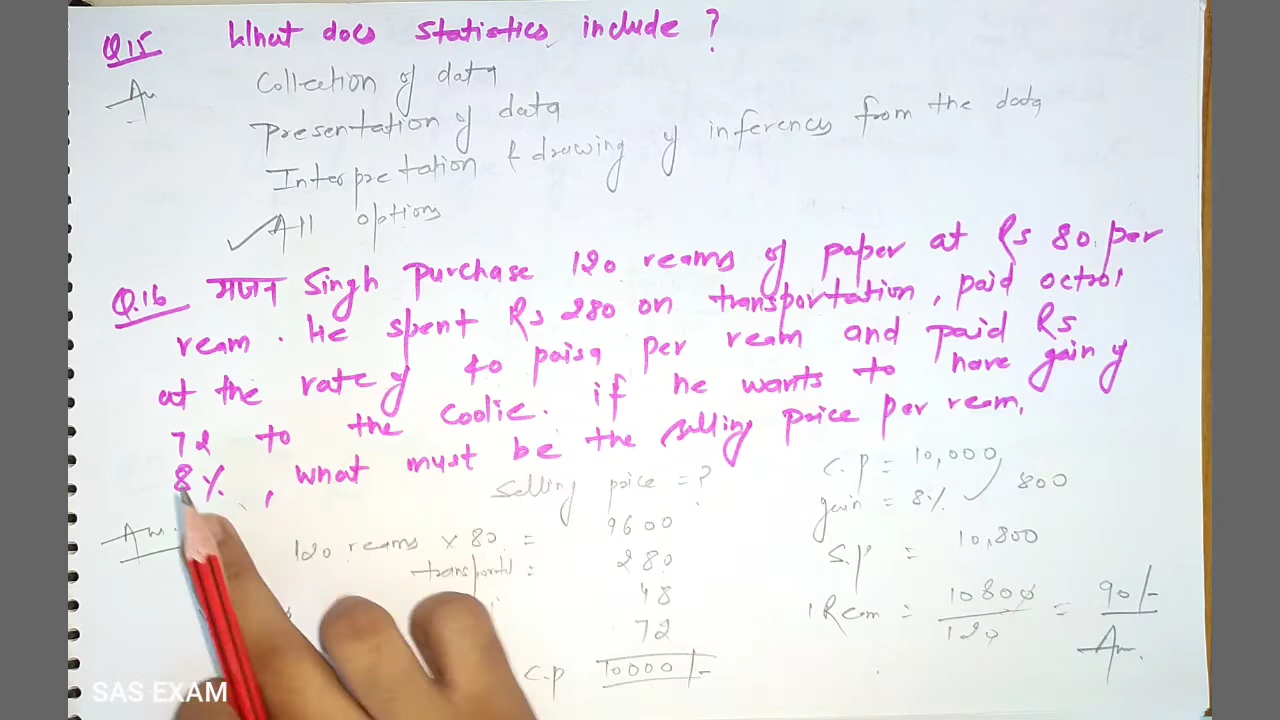 Q15 What does Statistics include ?
An Collection of data
Presentation of data
Interpretation & drawing of inferences from the data
All options
Q.16 मजन Singh Purchase 120 reams of paper at Rs 80 per
ream. He spent Rs 280 on transportation, paid octroi
at the rate of 40 paisa per ream and paid Rs
72 to the coolie. if he wants to have gain of
8%, what must be the selling price per ream.
Ans. Selling price = ?
120 reams x 80 = 9600
280
48
72
C.p 10000/-
C.P = 10,000
gain = 8% 800
S.p = 10,800
1 Ream = 10800/120 = 90/-
An.
SAS EXAM